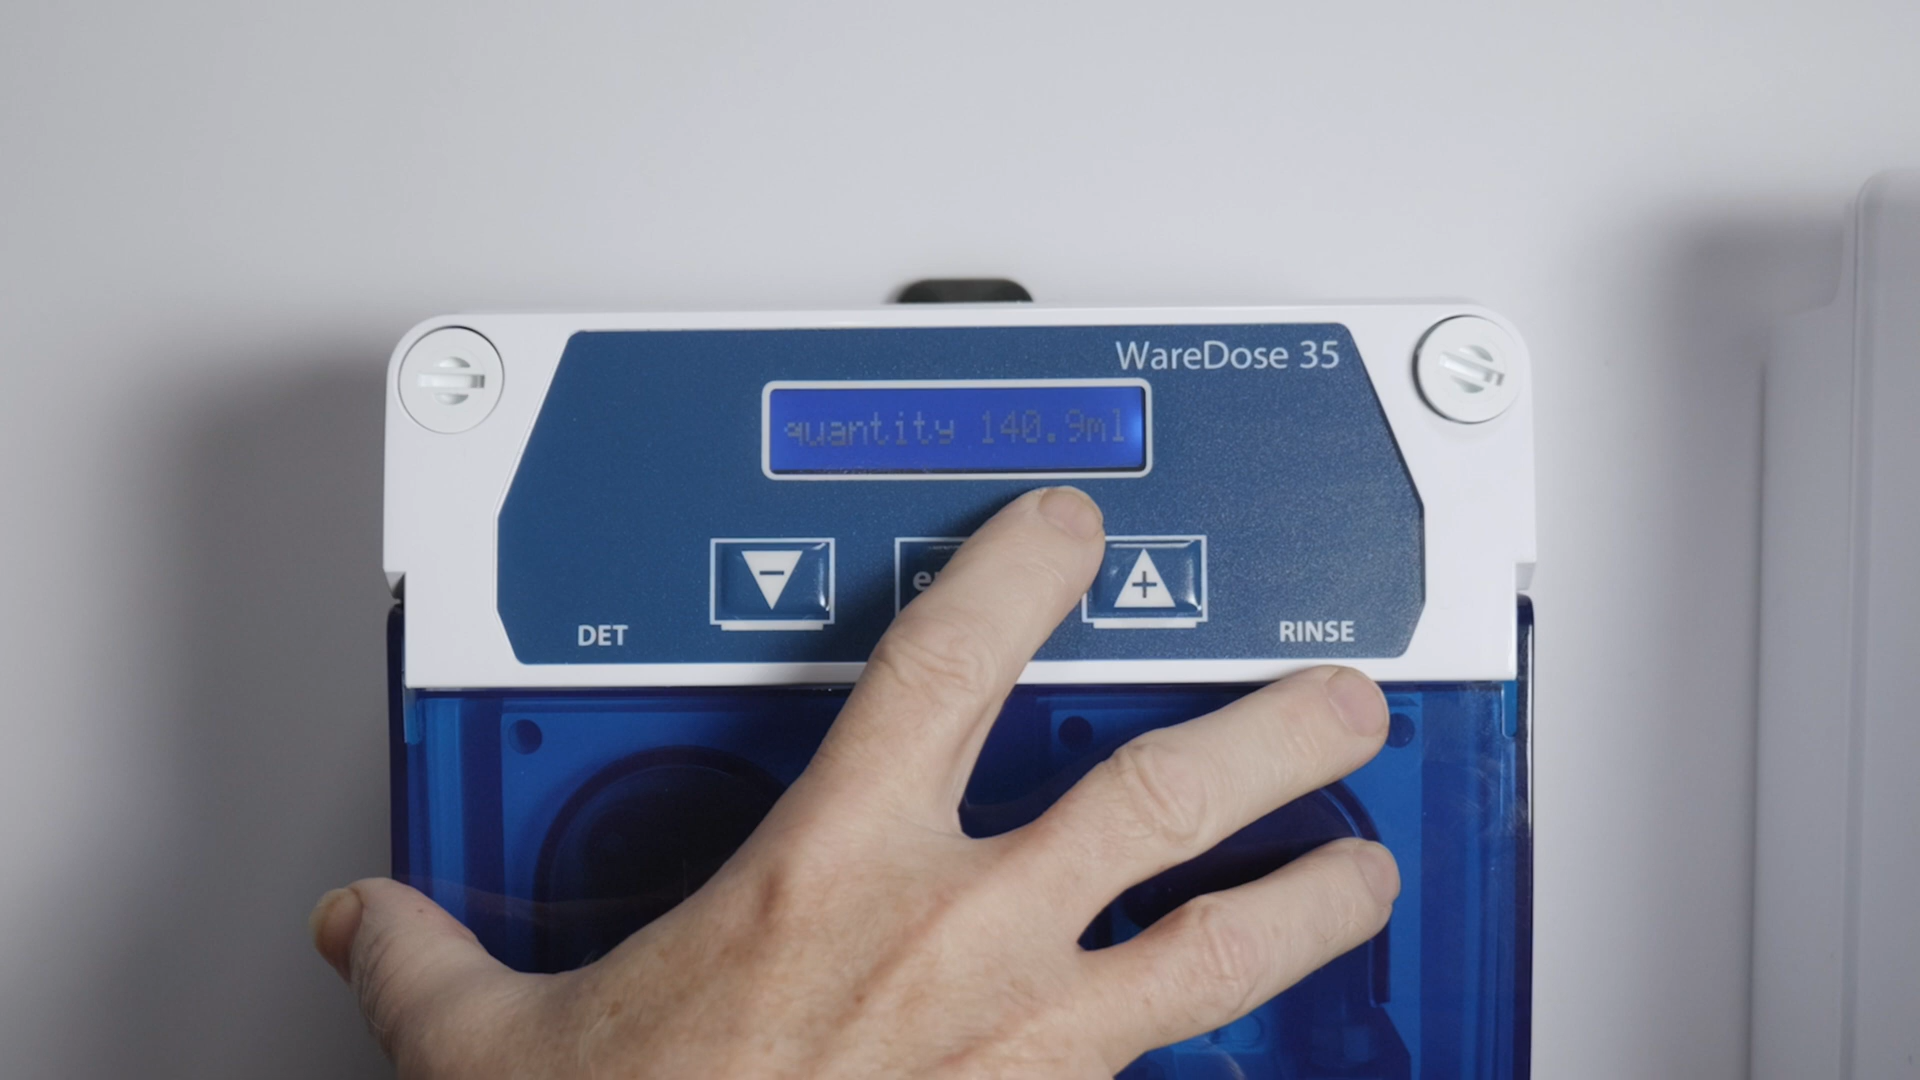 WareDose 35
quantity 140.9ml
−
+
DET
RINSE